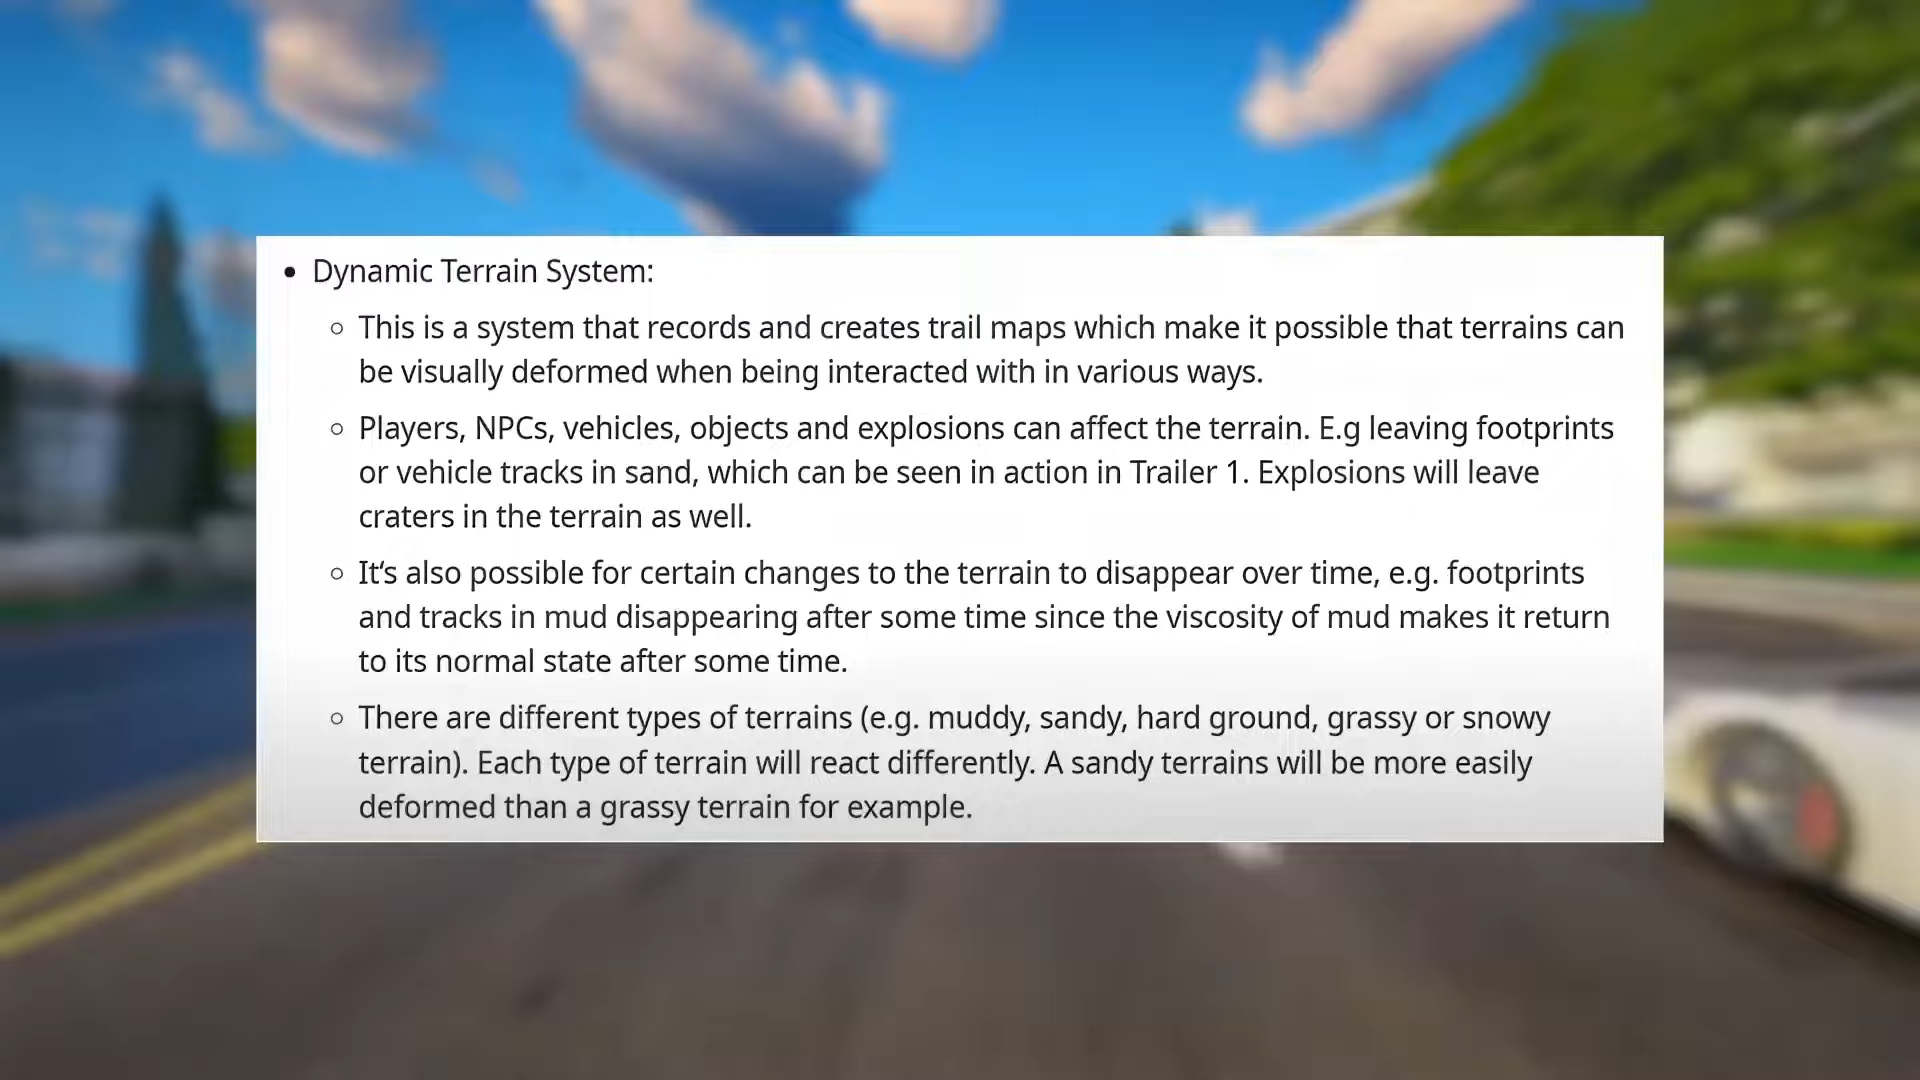 • Dynamic Terrain System:
◦ This is a system that records and creates trail maps which make it possible that terrains can
be visually deformed when being interacted with in various ways.
◦ Players, NPCs, vehicles, objects and explosions can affect the terrain. E.g leaving footprints
or vehicle tracks in sand, which can be seen in action in Trailer 1. Explosions will leave
craters in the terrain as well.
◦ It‘s also possible for certain changes to the terrain to disappear over time, e.g. footprints
and tracks in mud disappearing after some time since the viscosity of mud makes it return
to its normal state after some time.
◦ There are different types of terrains (e.g. muddy, sandy, hard ground, grassy or snowy
terrain). Each type of terrain will react differently. A sandy terrains will be more easily
deformed than a grassy terrain for example.